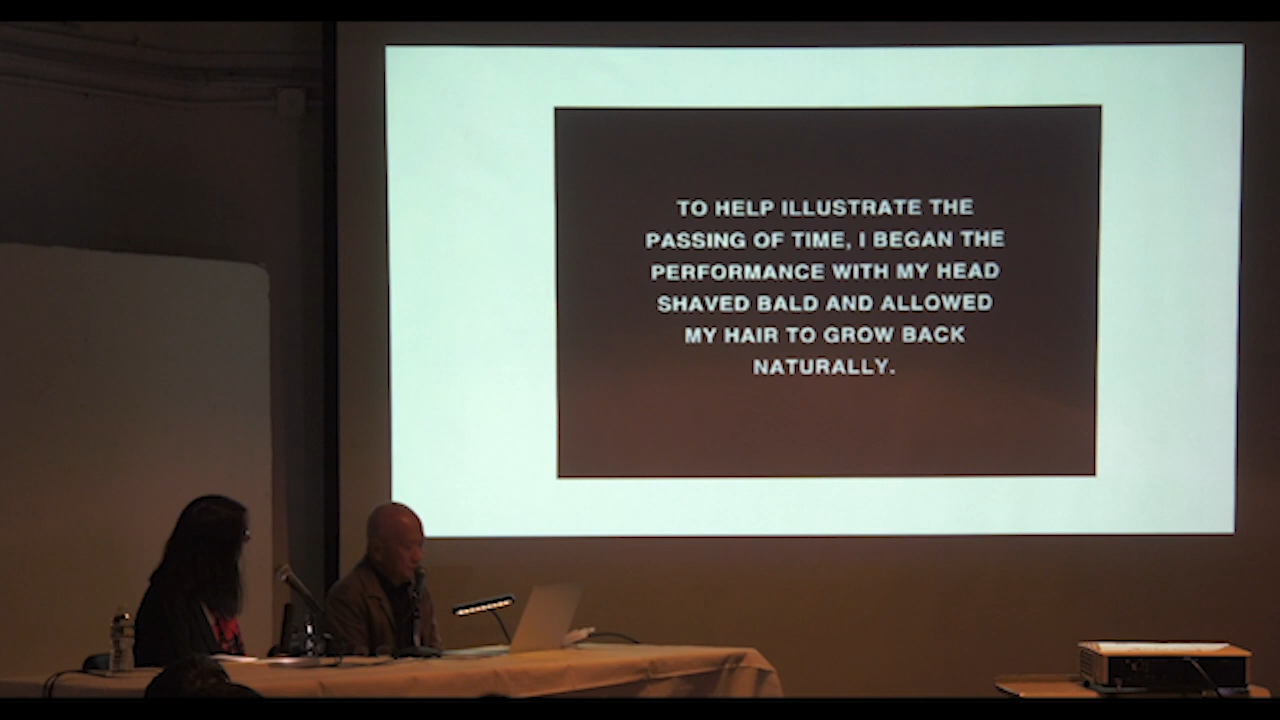 TO HELP ILLUSTRATE THE
PASSING OF TIME, I BEGAN THE
PERFORMANCE WITH MY HEAD
SHAVED BALD AND ALLOWED
MY HAIR TO GROW BACK
NATURALLY.